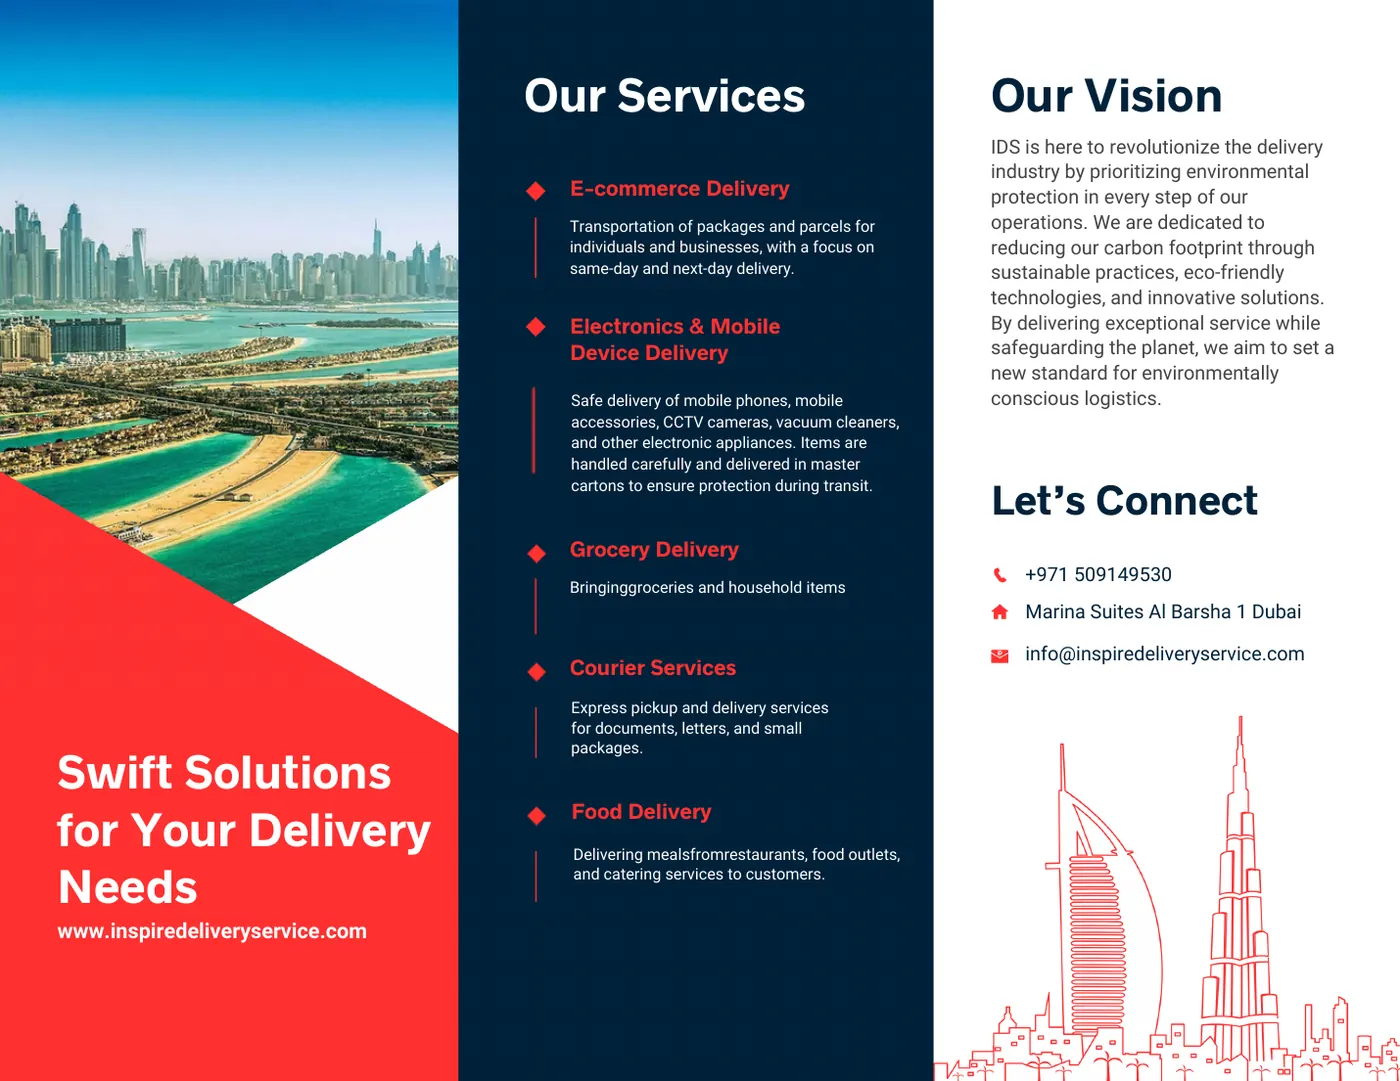 Swift Solutions
for Your Delivery
Needs
www.inspiredeliveryservice.com
Our Services
E-commerce Delivery
Transportation of packages and parcels for
individuals and businesses, with a focus on
same-day and next-day delivery.
Electronics & Mobile
Device Delivery
Safe delivery of mobile phones, mobile
accessories, CCTV cameras, vacuum cleaners,
and other electronic appliances. Items are
handled carefully and delivered in master
cartons to ensure protection during transit.
Grocery Delivery
Bringinggroceries and household items
Courier Services
Express pickup and delivery services
for documents, letters, and small
packages.
Food Delivery
Delivering mealsfromrestaurants, food outlets,
and catering services to customers.
Our Vision
IDS is here to revolutionize the delivery
industry by prioritizing environmental
protection in every step of our
operations. We are dedicated to
reducing our carbon footprint through
sustainable practices, eco-friendly
technologies, and innovative solutions.
By delivering exceptional service while
safeguarding the planet, we aim to set a
new standard for environmentally
conscious logistics.
Let's Connect
+971 509149530
Marina Suites Al Barsha 1 Dubai
info@inspiredeliveryservice.com